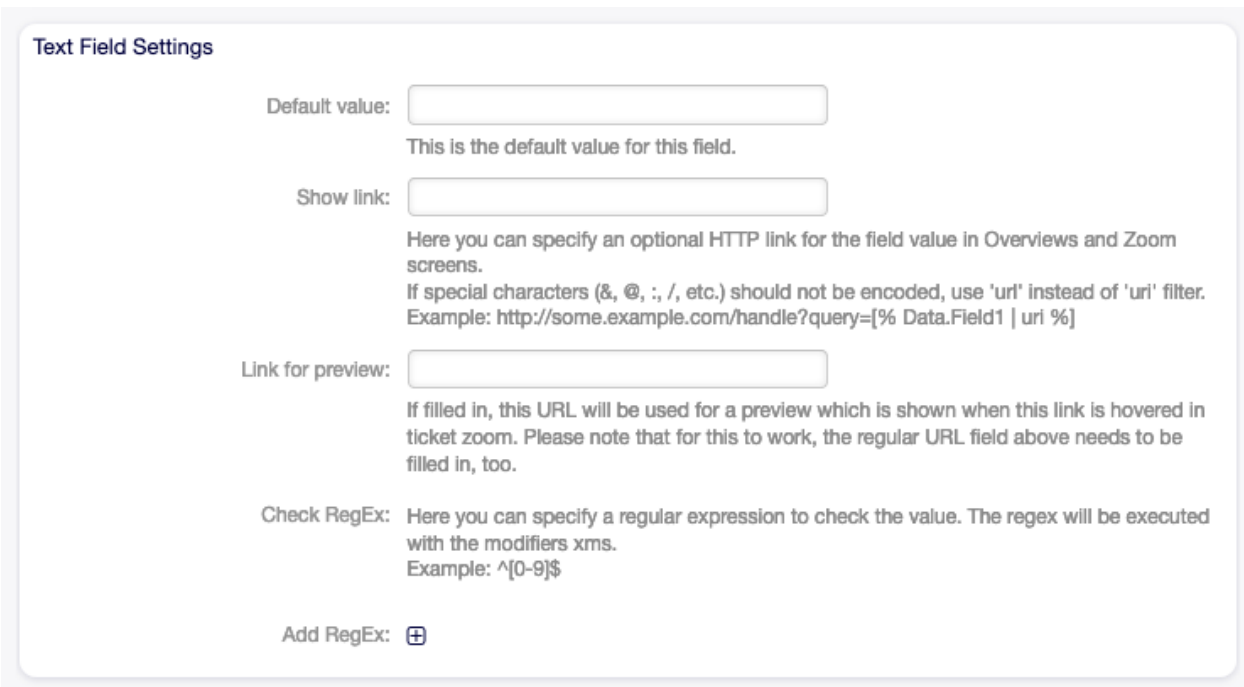 Text Field Settings
Default value:
This is the default value for this field.
Show link:
Here you can specify an optional HTTP link for the field value in Overviews and Zoom
screens.
If special characters (&, @, :, /, etc.) should not be encoded, use 'url' instead of 'uri' filter.
Example: http://some.example.com/handle?query=[% Data.Field1 | uri %]
Link for preview:
If filled in, this URL will be used for a preview which is shown when this link is hovered in
ticket zoom. Please note that for this to work, the regular URL field above needs to be
filled in, too.
Check RegEx: Here you can specify a regular expression to check the value. The regex will be executed
with the modifiers xms.
Example: ^[0-9]$
Add RegEx: